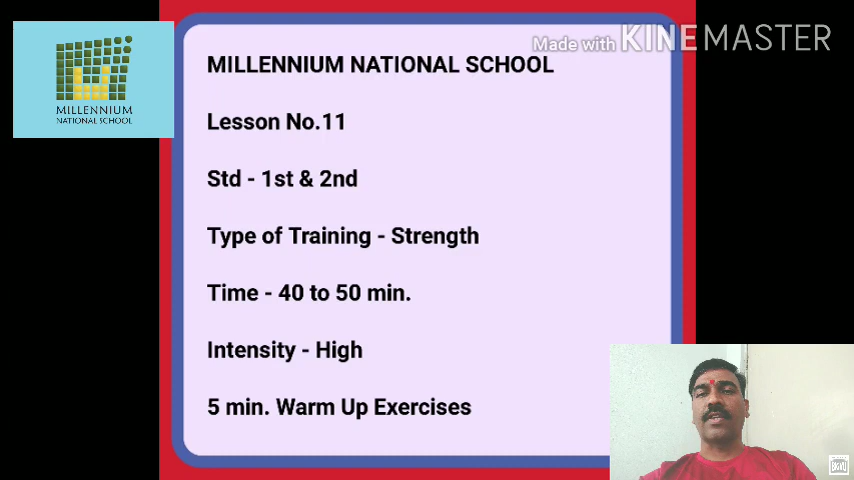 Made with KINEMASTER
MILLENNIUM
NATIONAL SCHOOL
MILLENNIUM NATIONAL SCHOOL
Lesson No.11
Std - 1st & 2nd
Type of Training - Strength
Time - 40 to 50 min.
Intensity - High
5 min. Warm Up Exercises
BIGVU